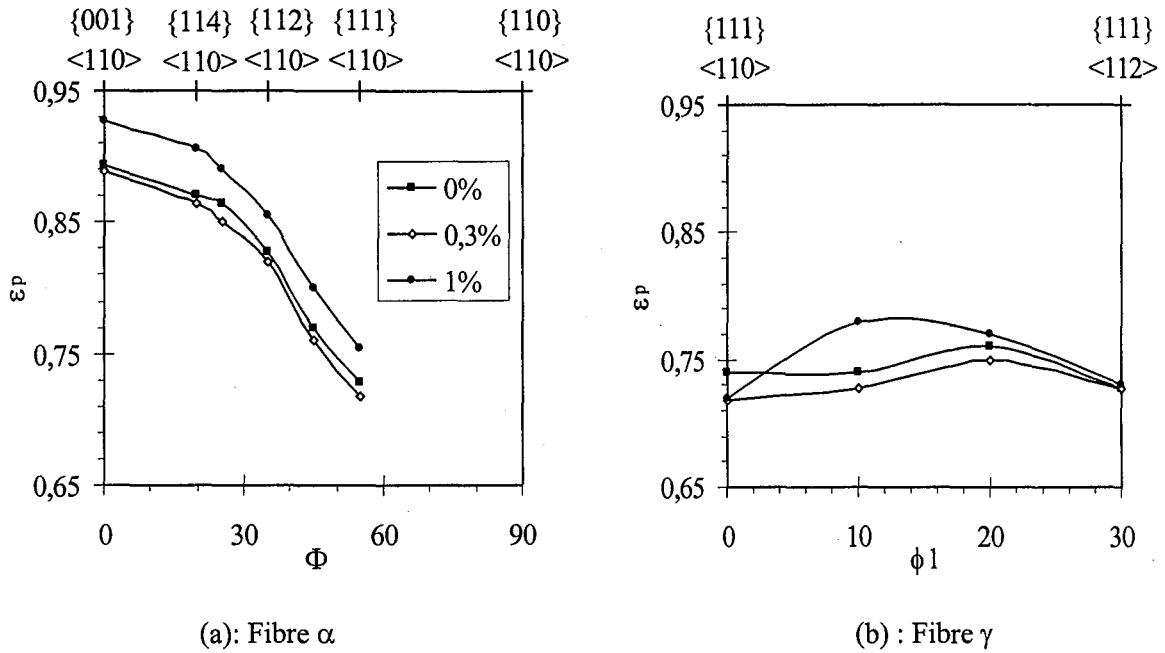 {001} {114} {112} {111} {110}
<110> <110> <110> <110> <110>
0,95
0,85
0,75
0,65
εp
0 30 60 90
Φ
0%
0,3%
1%
(a): Fibre α
{111} {111}
<110> <112>
0,95
0,85
0,75
0,65
εp
0 10 20 30
ϕ1
(b) : Fibre γ